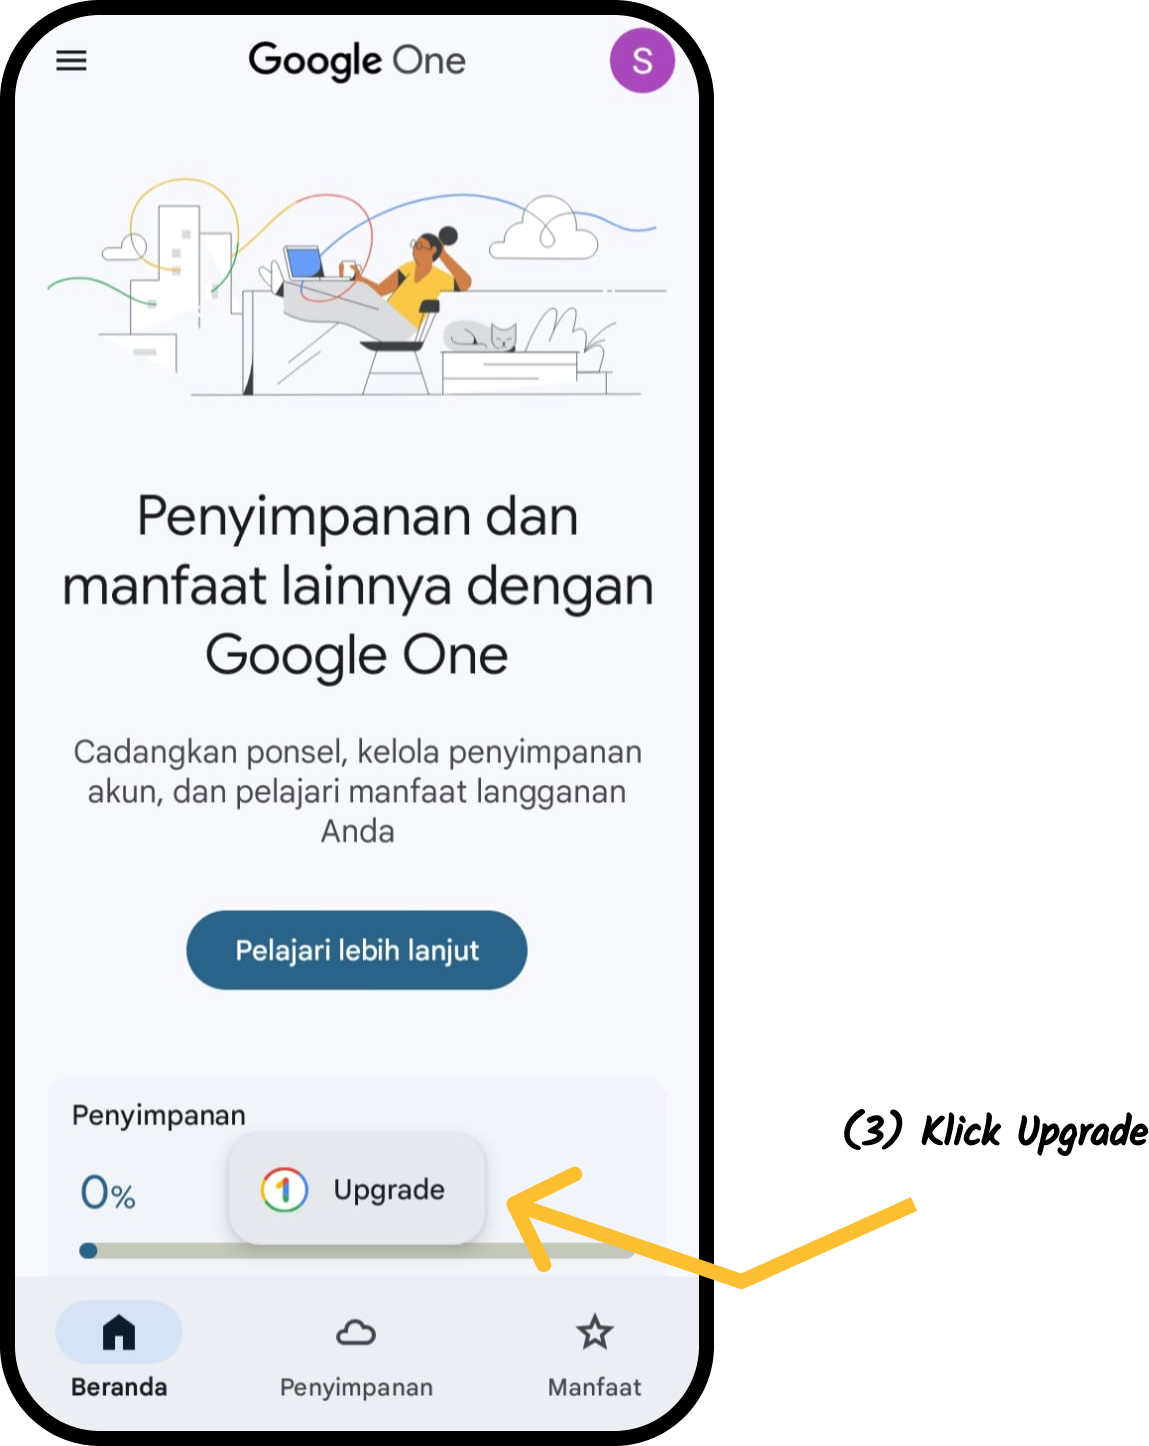 Google One
S
Penyimpanan dan
manfaat lainnya dengan
Google One
Cadangkan ponsel, kelola penyimpanan
akun, dan pelajari manfaat langganan
Anda
Pelajari lebih lanjut
Penyimpanan
0%
1 Upgrade
(3) Klick Upgrade
Beranda
Penyimpanan
Manfaat